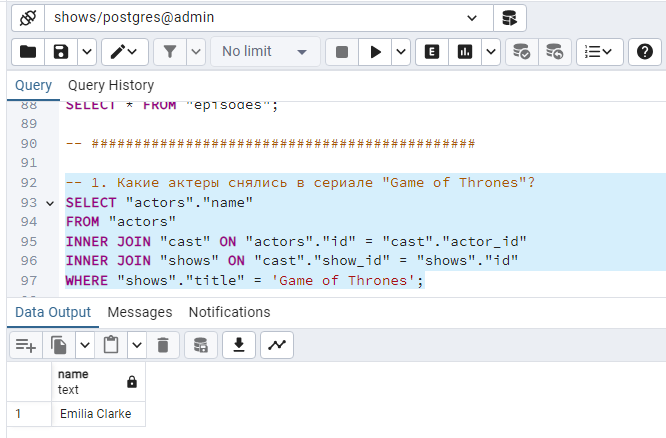 shows/postgres@admin
No limit
E
Query Query History
88 SELECT * FROM "episodes";
89
90 -- ############################################
91
92 -- 1. Какие актеры снялись в сериале "Game of Thrones"?
93 SELECT "actors"."name"
94 FROM "actors"
95 INNER JOIN "cast" ON "actors"."id" = "cast"."actor_id"
96 INNER JOIN "shows" ON "cast"."show_id" = "shows"."id"
97 WHERE "shows"."title" = 'Game of Thrones';
Data Output Messages Notifications
name
text
1 Emilia Clarke